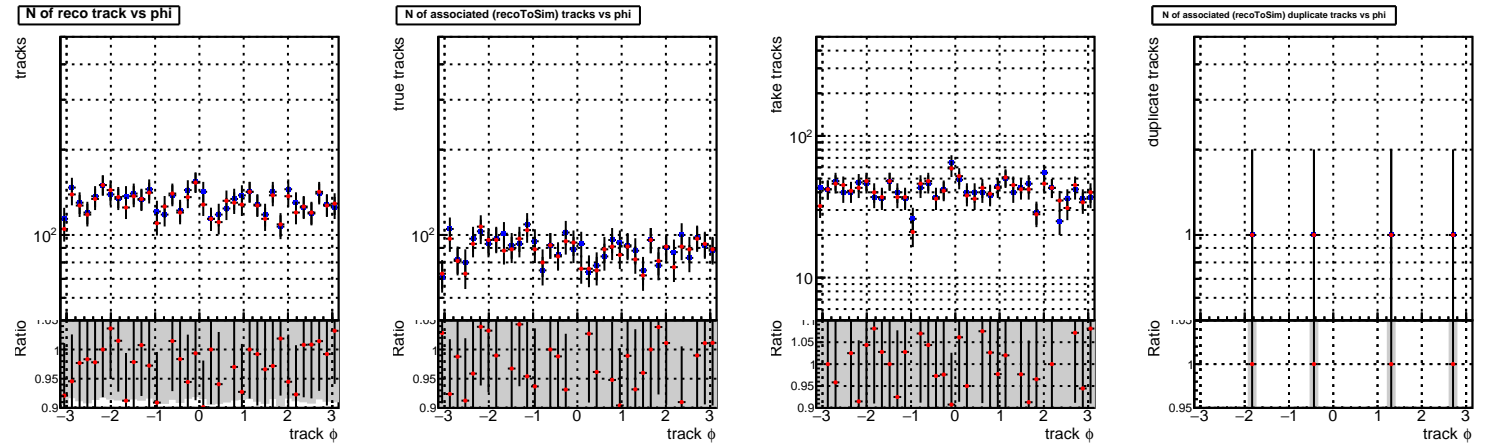 N of reco track vs phi
tracks
10²
Ratio
1
0.95
0.9
−3 −2 −1 0 1 2 3
track ϕ
N of associated (recoToSim) tracks vs phi
true tracks
10²
Ratio
1
0.95
0.9
−3 −2 −1 0 1 2 3
track ϕ
fake tracks
10²
10
Ratio
1.05
1
0.95
0.9
−3 −2 −1 0 1 2 3
track ϕ
N of associated (recoToSim) duplicate tracks vs phi
duplicate tracks
1
Ratio
1
0.95
−3 −2 −1 0 1 2 3
track ϕ